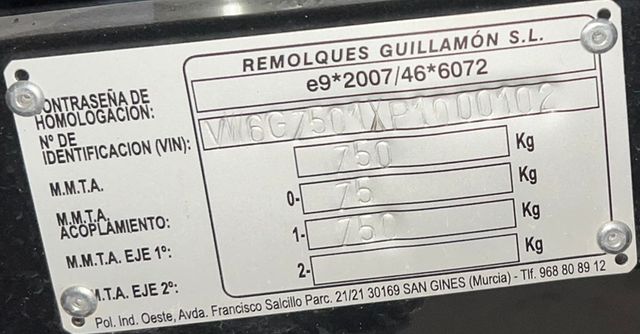 REMOLQUES GUILLAMÓN S.L.
CONTRASEÑA DE HOMOLOGACIÓN: e9*2007/46*6072
Nº DE IDENTIFICACION (VIN):
M.M.T.A. 750 Kg
M.M.T.A. ACOPLAMIENTO: 0- 75 Kg
M.M.T.A. EJE 1º: 1- 750 Kg
M.T.A. EJE 2º: 2- Kg
Pol. Ind. Oeste, Avda. Francisco Salcillo Parc. 21/21 30169 SAN GINES (Murcia) - Tlf. 968 80 89 12